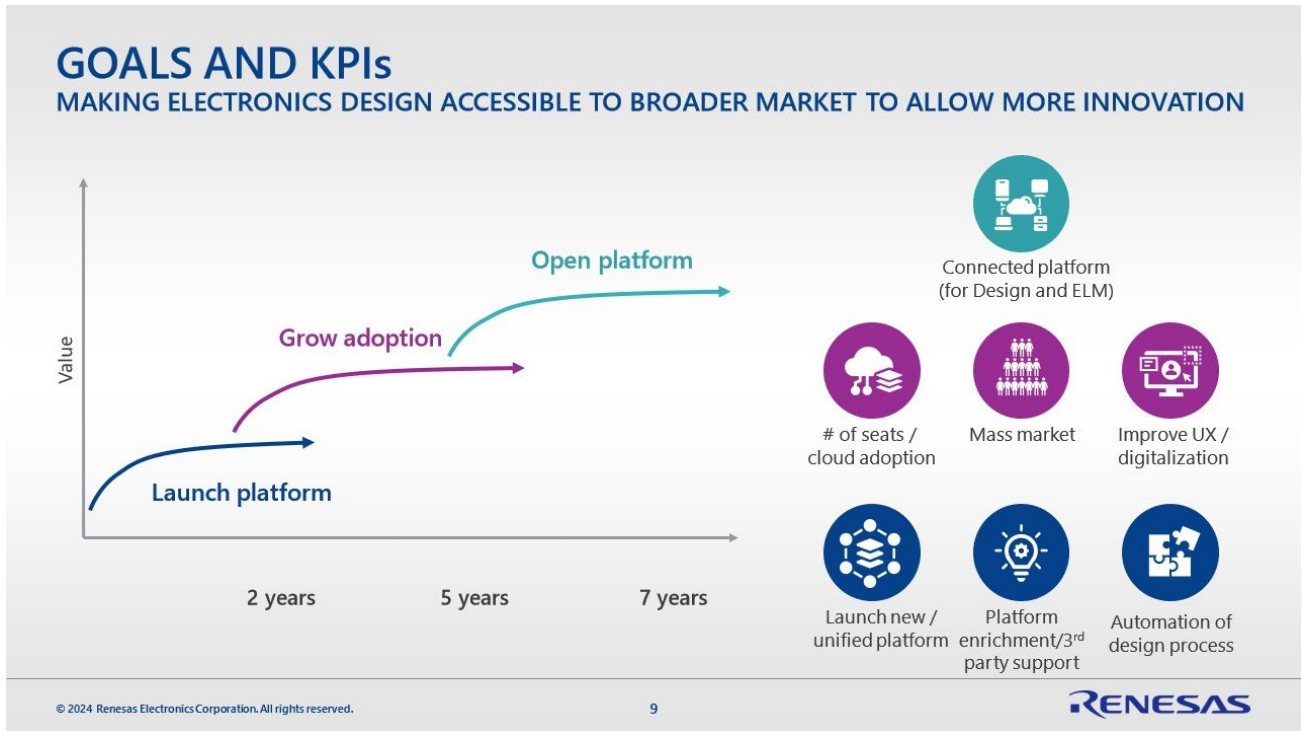 GOALS AND KPIs
MAKING ELECTRONICS DESIGN ACCESSIBLE TO BROADER MARKET TO ALLOW MORE INNOVATION
Value
Open platform
Grow adoption
Launch platform
2 years
5 years
7 years
Connected platform
(for Design and ELM)
# of seats /
cloud adoption
Mass market
Improve UX /
digitalization
Launch new /
unified platform
Platform
enrichment/3rd
party support
Automation of
design process
© 2024 Renesas Electronics Corporation. All rights reserved.
9
RENESAS